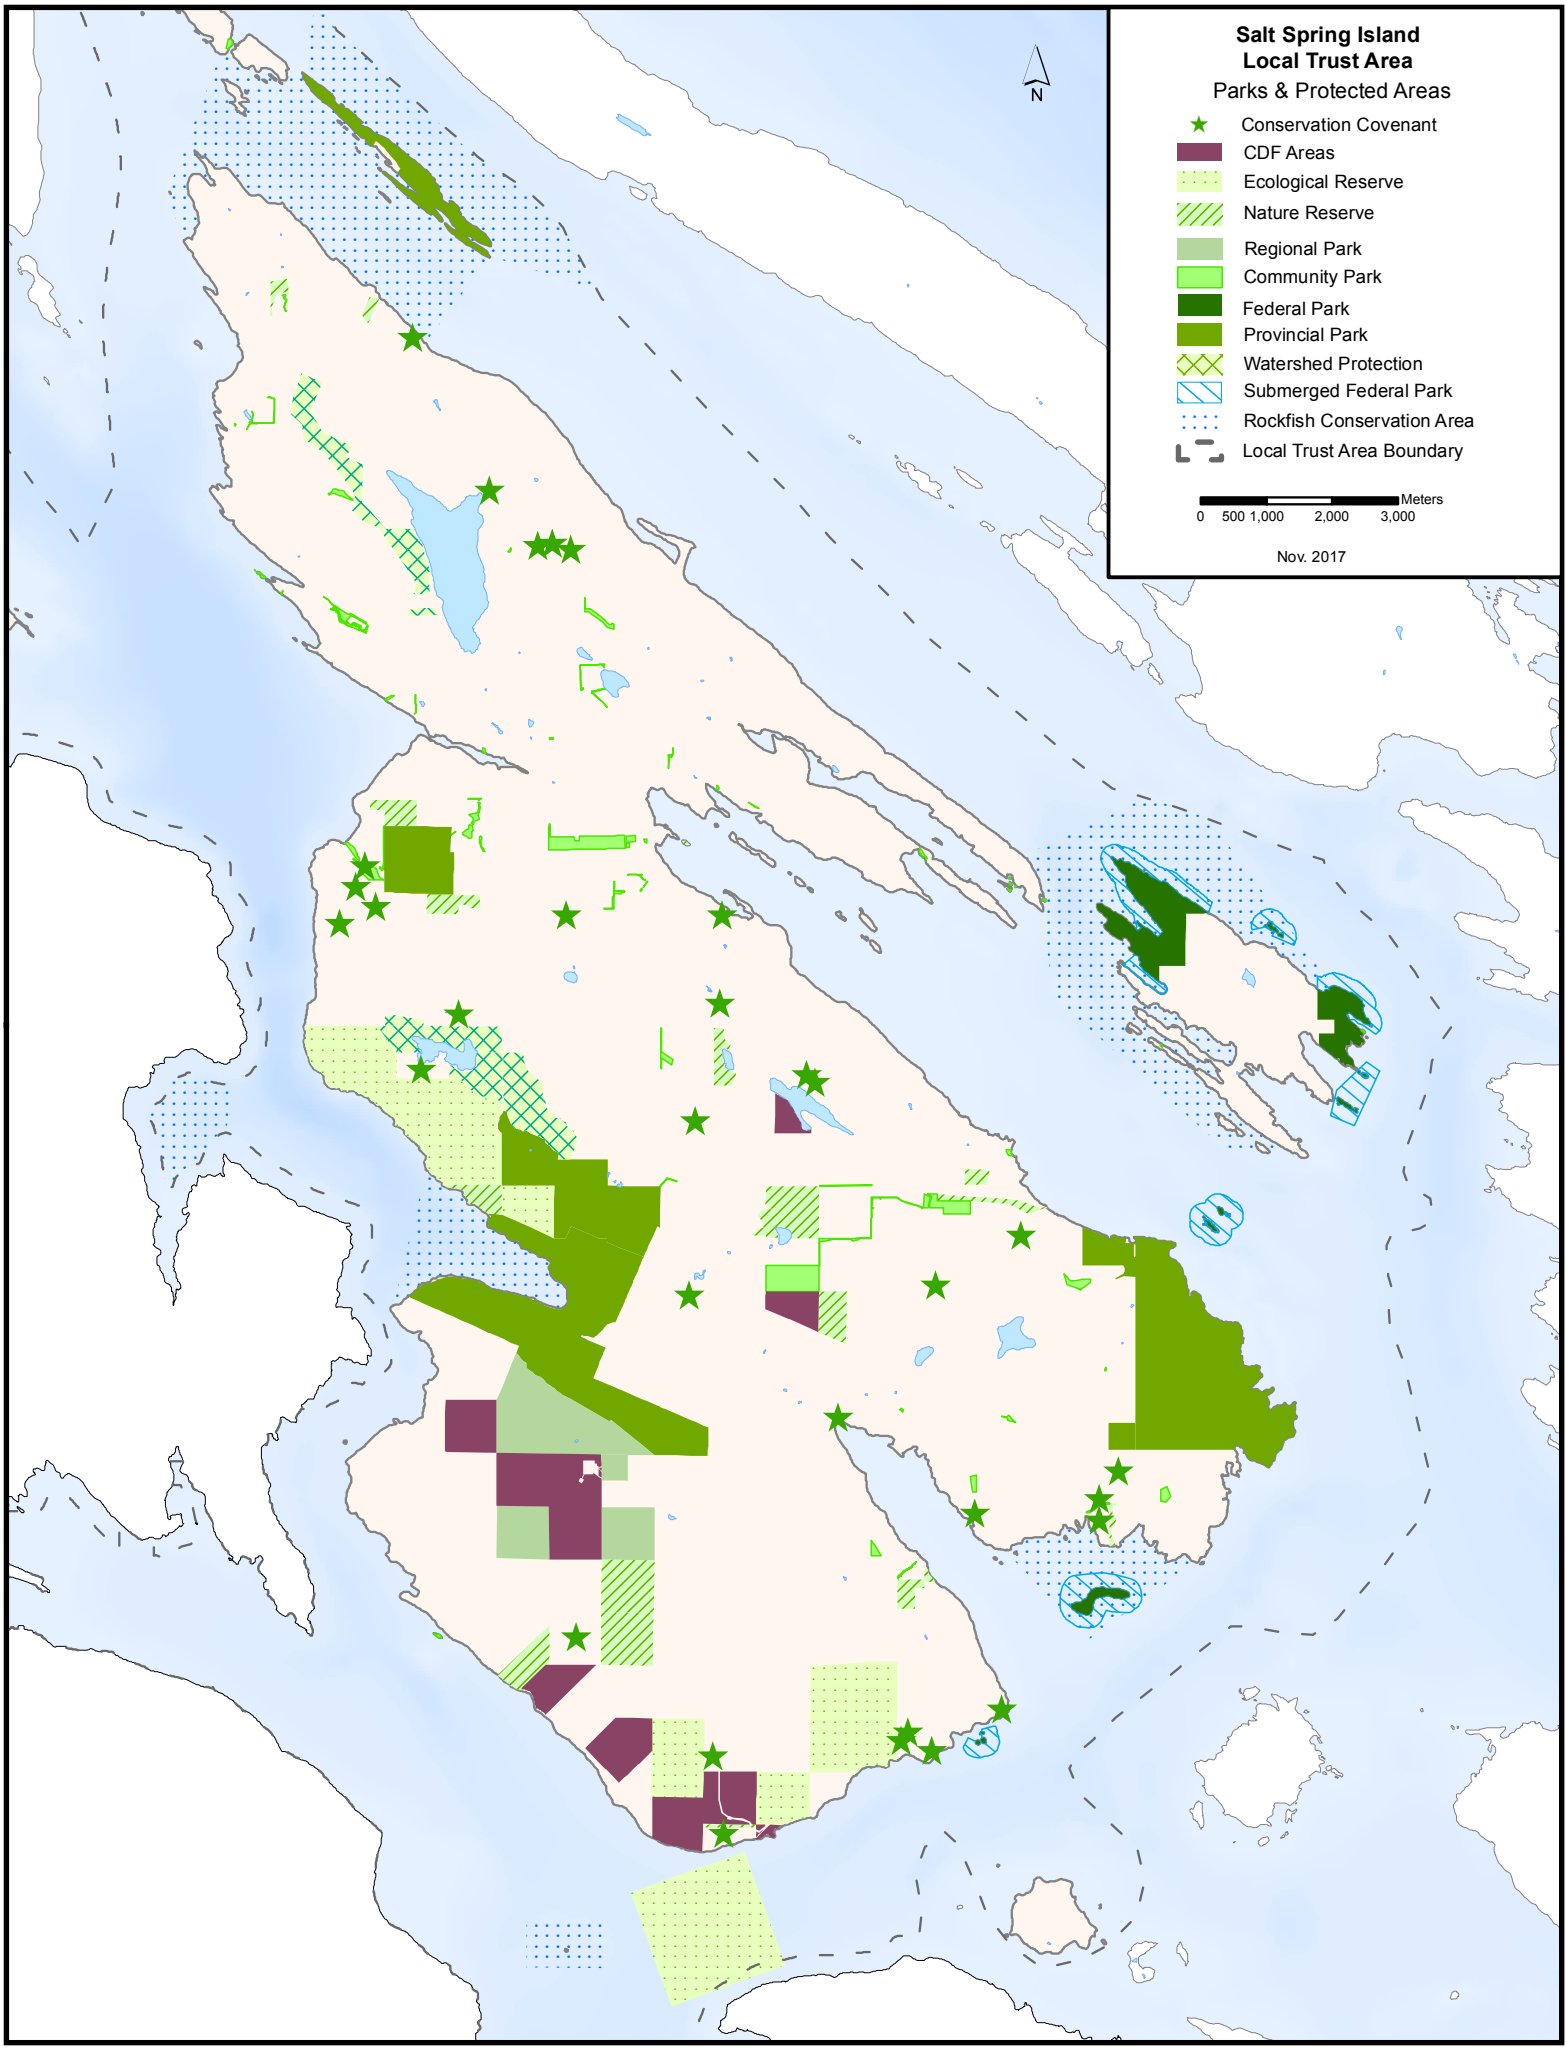 Salt Spring Island
Local Trust Area
Parks & Protected Areas
Conservation Covenant
CDF Areas
Ecological Reserve
Nature Reserve
Regional Park
Community Park
Federal Park
Provincial Park
Watershed Protection
Submerged Federal Park
Rockfish Conservation Area
Local Trust Area Boundary
Meters
0 500 1,000 2,000 3,000
Nov. 2017
N